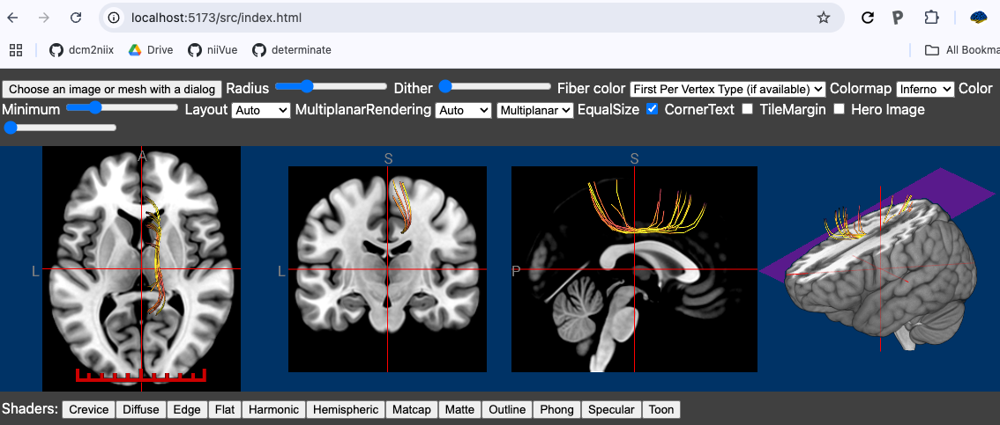 localhost:5173/src/index.html
dcm2niix Drive niiVue determinate All Bookma
Choose an image or mesh with a dialog Radius Dither Fiber color First Per Vertex Type (if available) Colormap Inferno Color
Minimum Layout Auto MultiplanarRendering Auto Multiplanar EqualSize CornerText TileMargin Hero Image
A S S
L L P
Shaders: Crevice Diffuse Edge Flat Harmonic Hemispheric Matcap Matte Outline Phong Specular Toon